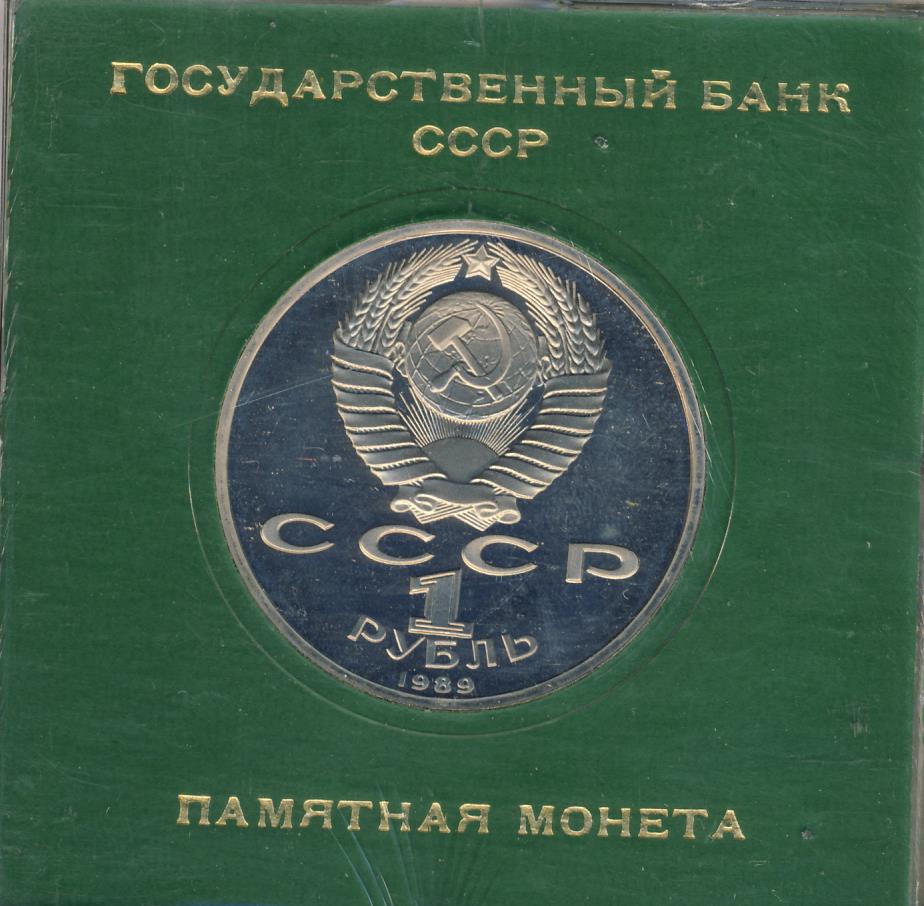 ГОСУДАРСТВЕННЫЙ БАНК
СССР
СССР
1
РУБЛЬ
1989
ПАМЯТНАЯ МОНЕТА